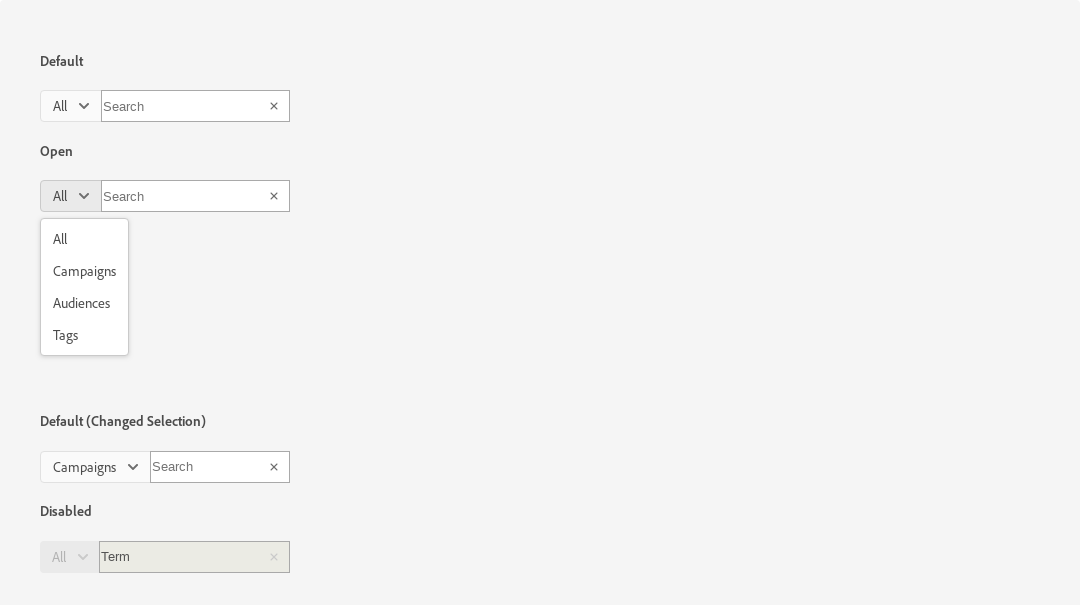 Default
All Search
Open
All Search
All
Campaigns
Audiences
Tags
Default (Changed Selection)
Campaigns Search
Disabled
All Term